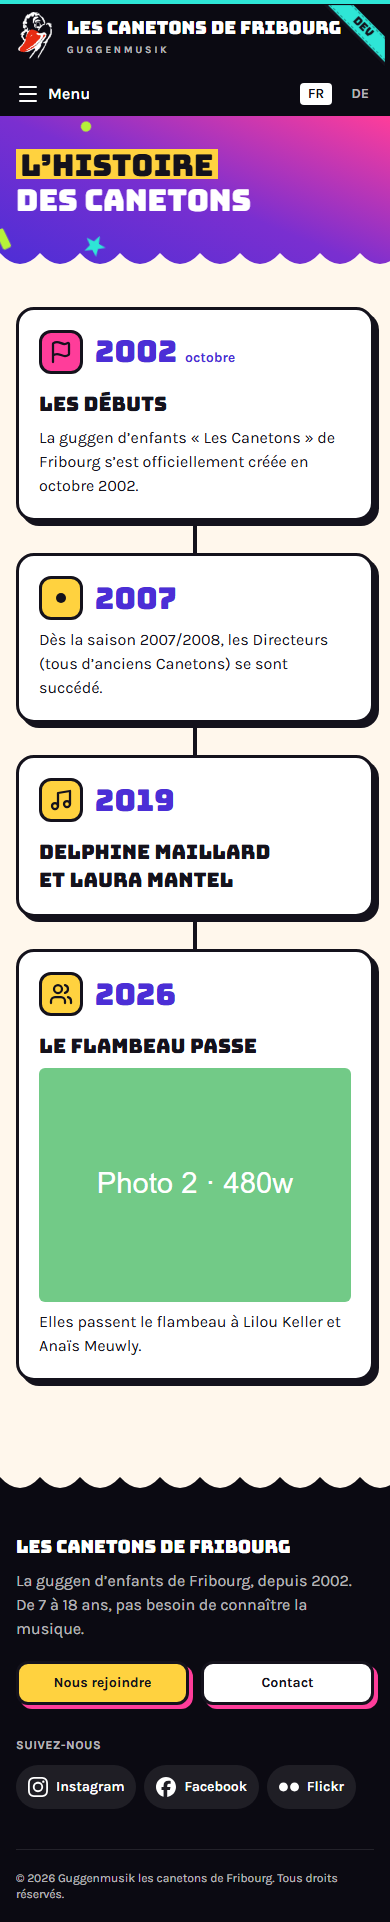 LES CANETONS DE FRIBOURG
GUGGENMUSIK
DEV
Menu
FR
DE
L’HISTOIRE
DES CANETONS
2002 octobre
LES DÉBUTS
La guggen d’enfants « Les Canetons » de
Fribourg s’est officiellement créée en
octobre 2002.
2007
Dès la saison 2007/2008, les Directeurs
(tous d’anciens Canetons) se sont
succédé.
2019
DELPHINE MAILLARD
ET LAURA MANTEL
2026
LE FLAMBEAU PASSE
Photo 2 · 480w
Elles passent le flambeau à Lilou Keller et
Anaïs Meuwly.
LES CANETONS DE FRIBOURG
La guggen d’enfants de Fribourg, depuis 2002.
De 7 à 18 ans, pas besoin de connaître la
musique.
Nous rejoindre
Contact
SUIVEZ-NOUS
Instagram
Facebook
Flickr
© 2026 Guggenmusik les canetons de Fribourg. Tous droits
réservés.